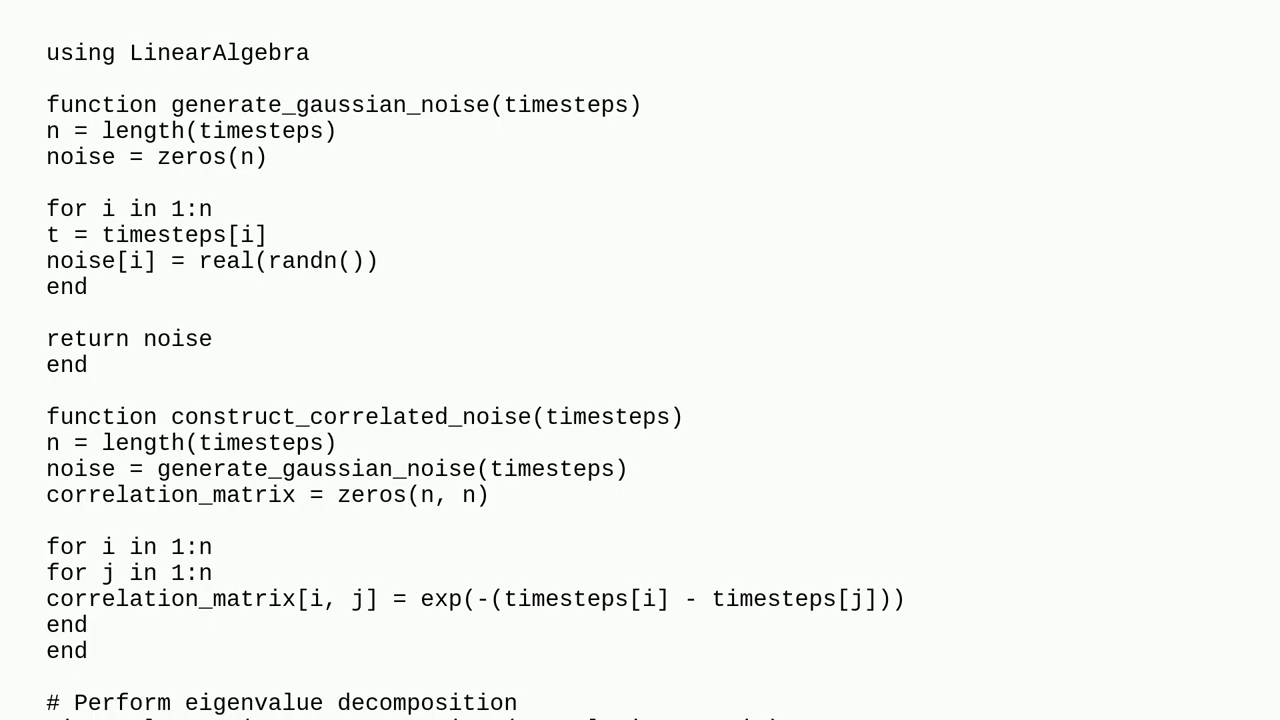 using LinearAlgebra
function generate_gaussian_noise(timesteps)
n = length(timesteps)
noise = zeros(n)
for i in 1:n
t = timesteps[i]
noise[i] = real(randn())
end
return noise
end
function construct_correlated_noise(timesteps)
n = length(timesteps)
noise = generate_gaussian_noise(timesteps)
correlation_matrix = zeros(n, n)
for i in 1:n
for j in 1:n
correlation_matrix[i, j] = exp(-(timesteps[i] - timesteps[j]))
end
end
# Perform eigenvalue decomposition